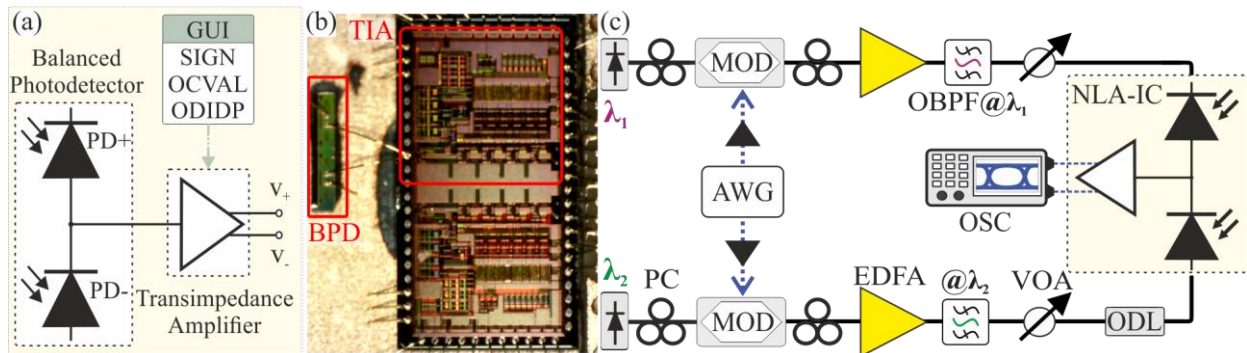 (a)
GUI
SIGN
OCVAL
ODIDP
Balanced
Photodetector
PD+
PD-
V+
V-
Transimpedance
Amplifier
(b)
TIA
BPD
(c)
λ1
MOD
OBPF@λ1
NLA-IC
AWG
OSC
λ2
PC
MOD
EDFA
@λ2
VOA
ODL